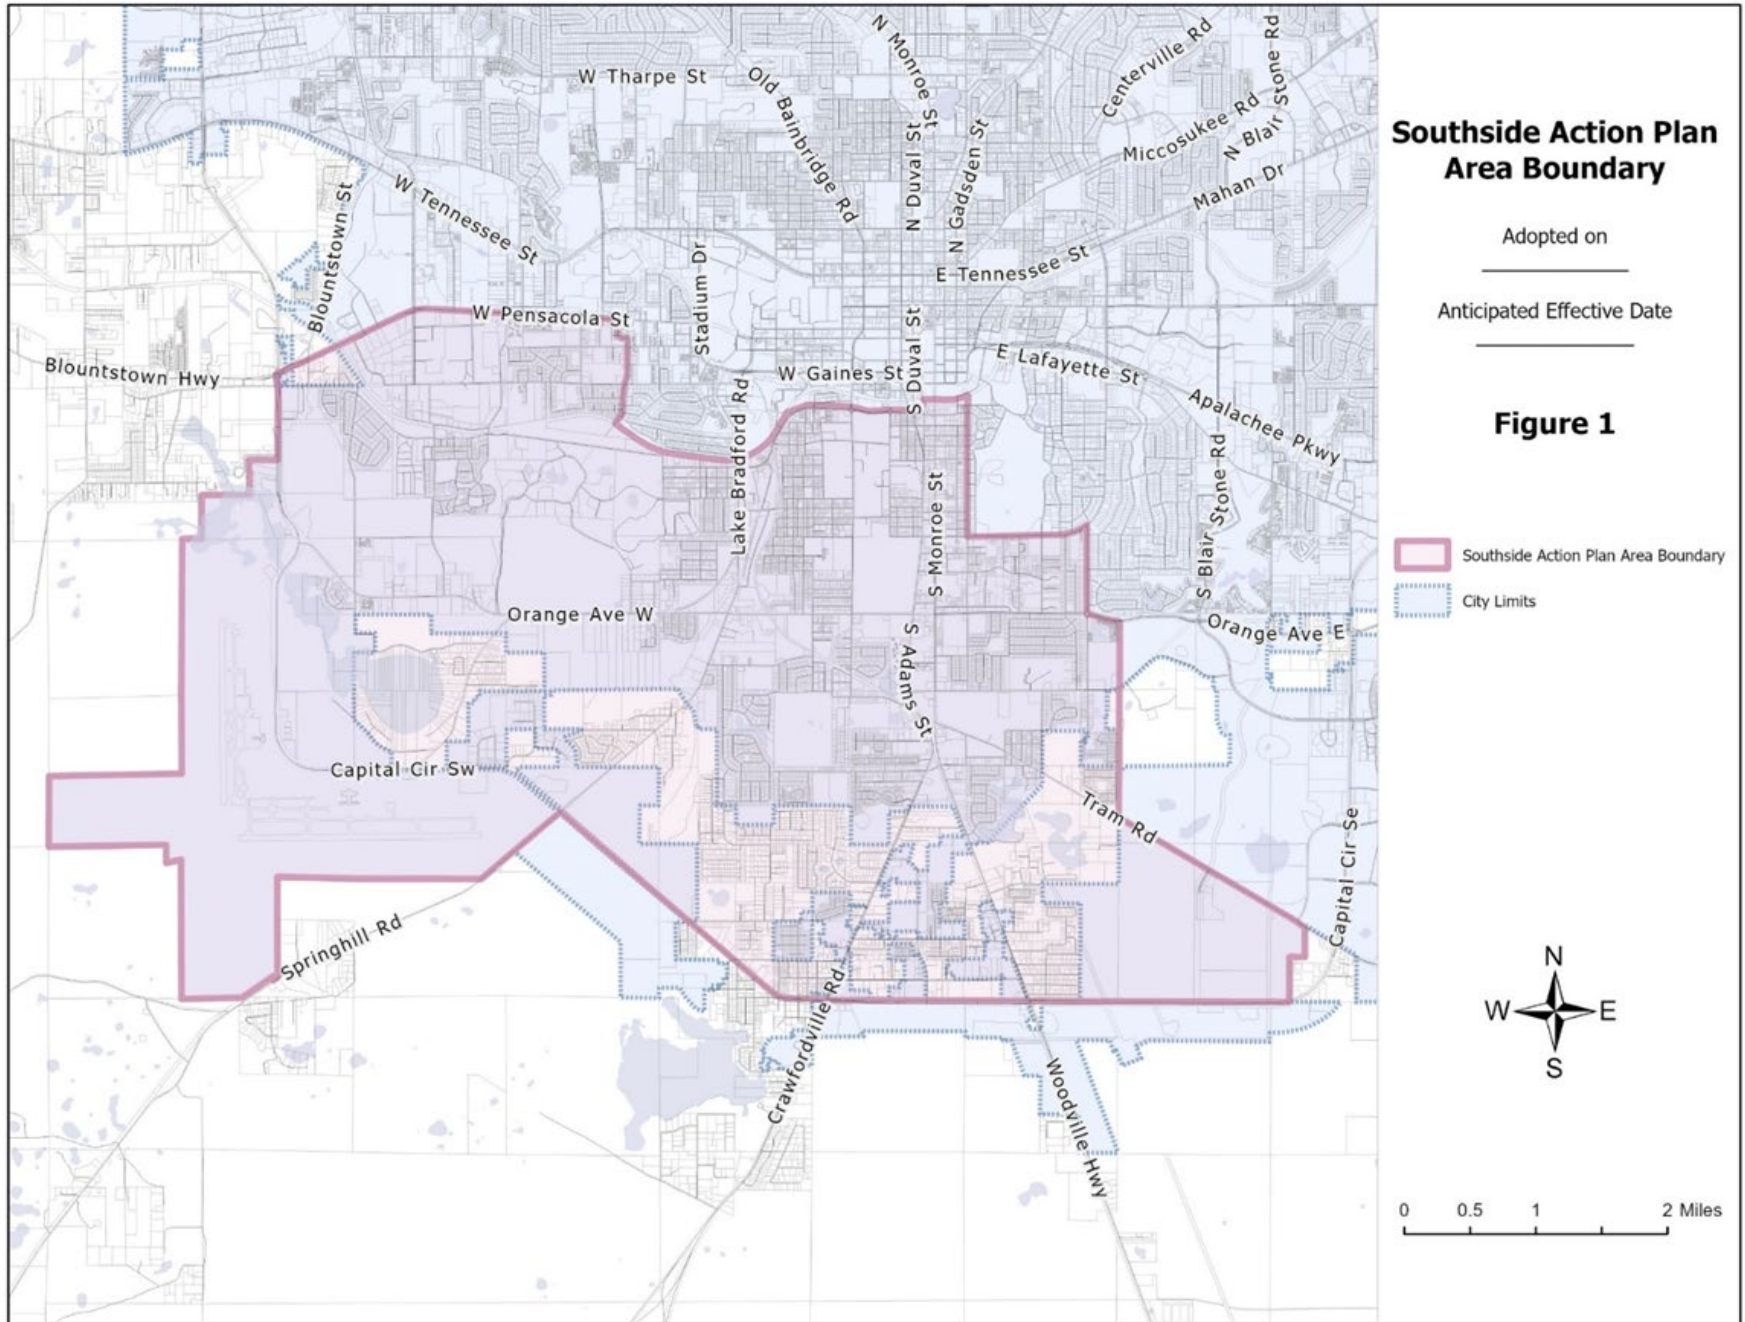 N Monroe St
Centerville Rd
N Blair Stone Rd
W Tharpe St
Old Bainbridge Rd
Miccosukee Rd
N Duval St
N Gadsden St
Mahan Dr
Blountstown St
W Tennessee St
E Tennessee St
Stadium Dr
W Pensacola St
S Duval St
E Lafayette St
Blountstown Hwy
W Gaines St
Apalachee Pkwy
Lake Bradford Rd
S Monroe St
S Blair Stone Rd
Orange Ave W
Orange Ave E
S Adams St
Capital Cir Sw
Tram Rd
Capital Cir Se
Springhill Rd
Crawfordville Rd
Woodville Hwy
Southside Action Plan
Area Boundary
Adopted on
Anticipated Effective Date
Figure 1
Southside Action Plan Area Boundary
City Limits
N
W E
S
0 0.5 1 2 Miles